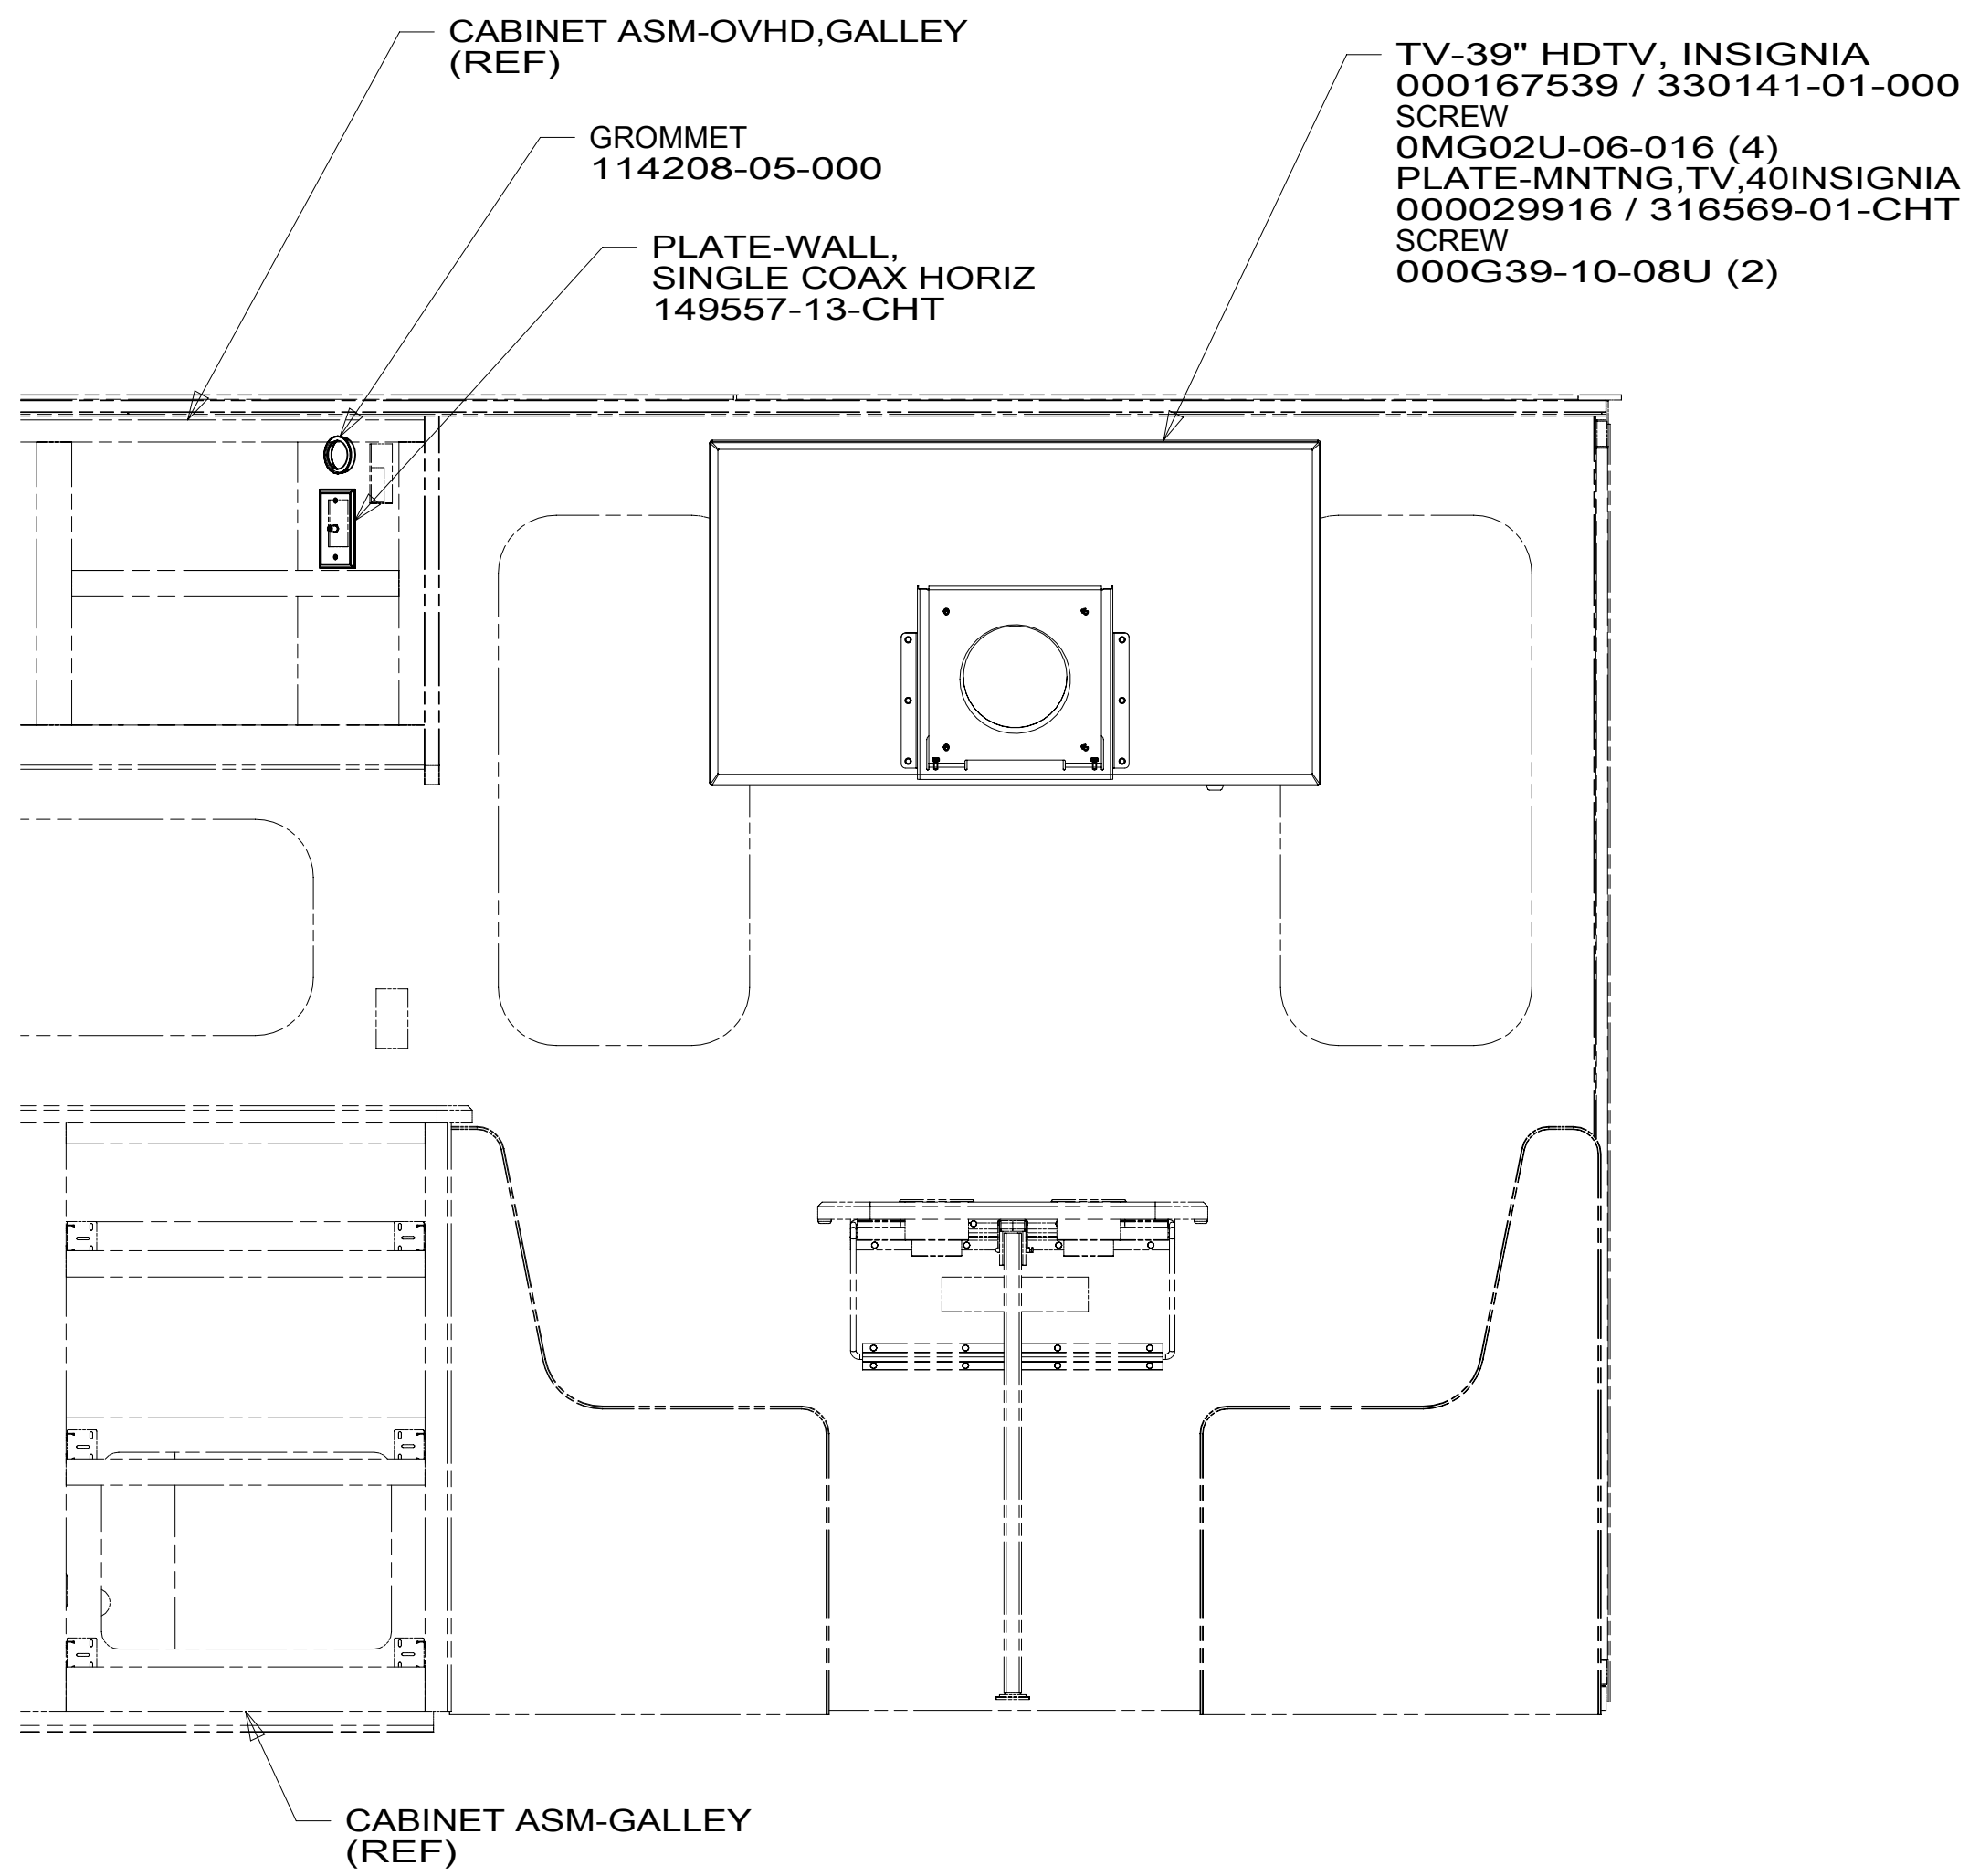 CABINET ASM-OVHD,GALLEY
(REF)
GROMMET
114208-05-000
PLATE-WALL,
SINGLE COAX HORIZ
149557-13-CHT
TV-39" HDTV, INSIGNIA
000167539 / 330141-01-000
SCREW
0MG02U-06-016 (4)
PLATE-MNTNG,TV,40INSIGNIA
000029916 / 316569-01-CHT
SCREW
000G39-10-08U (2)
CABINET ASM-GALLEY
(REF)